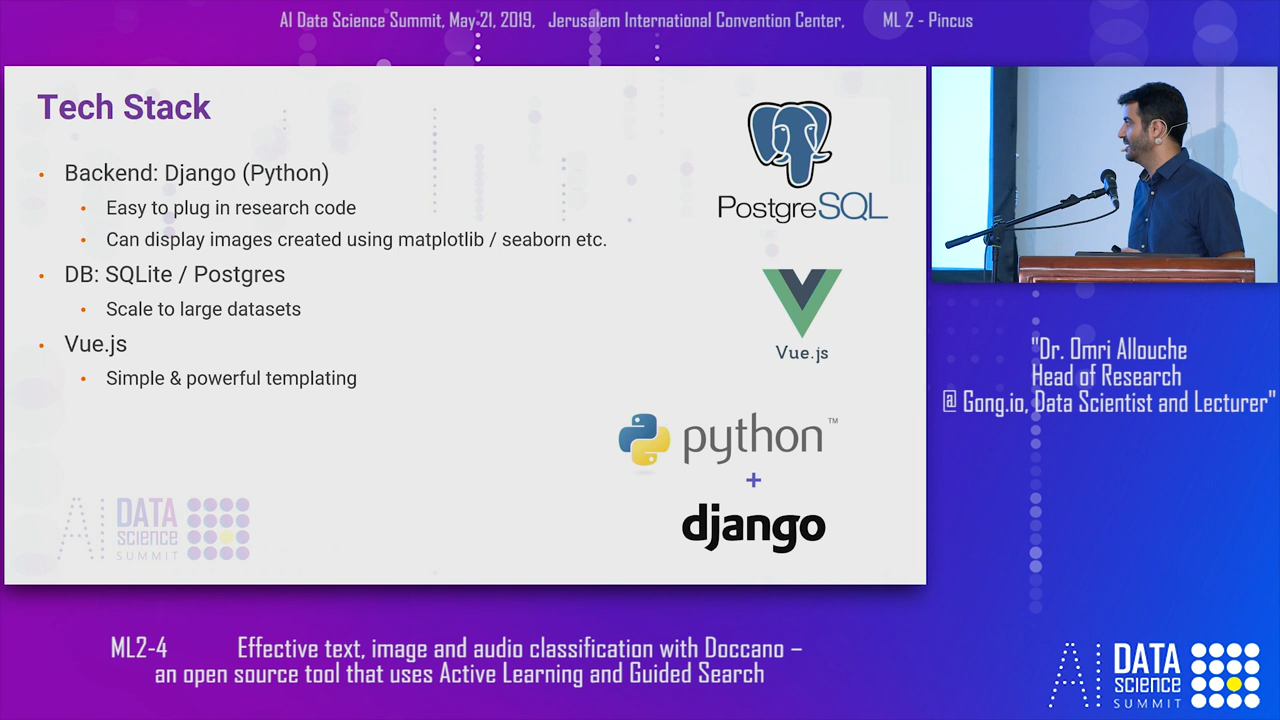 AI Data Science Summit, May 21, 2019, Jerusalem International Convention Center, ML 2 - Pincus
Tech Stack
• Backend: Django (Python)
• Easy to plug in research code
• Can display images created using matplotlib / seaborn etc.
• DB: SQLite / Postgres
• Scale to large datasets
• Vue.js
• Simple & powerful templating
PostgreSQL
Vue.js
python™
+
django
AI DATA
science
SUMMIT
"Dr. Omri Allouche
Head of Research
@ Gong.io, Data Scientist and Lecturer"
ML2-4 Effective text, image and audio classification with Doccano –
an open source tool that uses Active Learning and Guided Search
AI DATA
science
SUMMIT